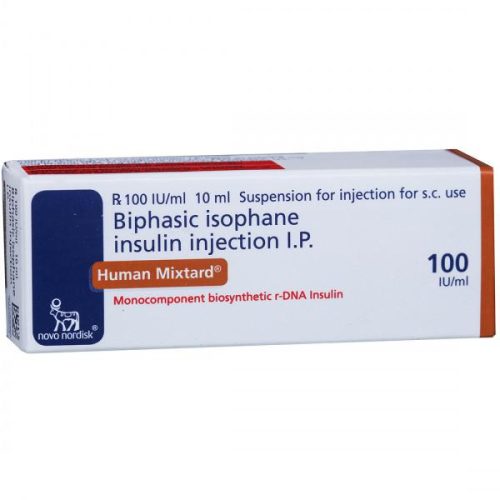 ℞ 100 IU/ml 10 ml Suspension for injection for s.c. use
Biphasic isophane
insulin injection I.P.
Human Mixtard®
100
IU/ml
Monocomponent biosynthetic r-DNA Insulin
novo nordisk®